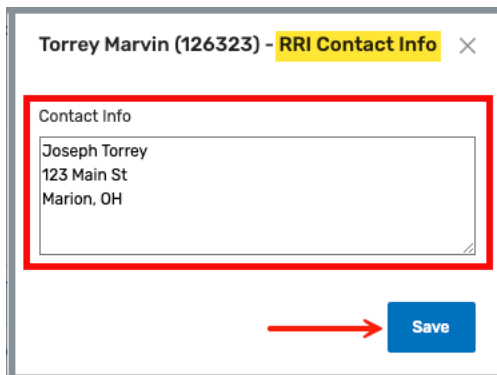 Torrey Marvin (126323) - RRI Contact Info
Contact Info
Joseph Torrey
123 Main St
Marion, OH
Save